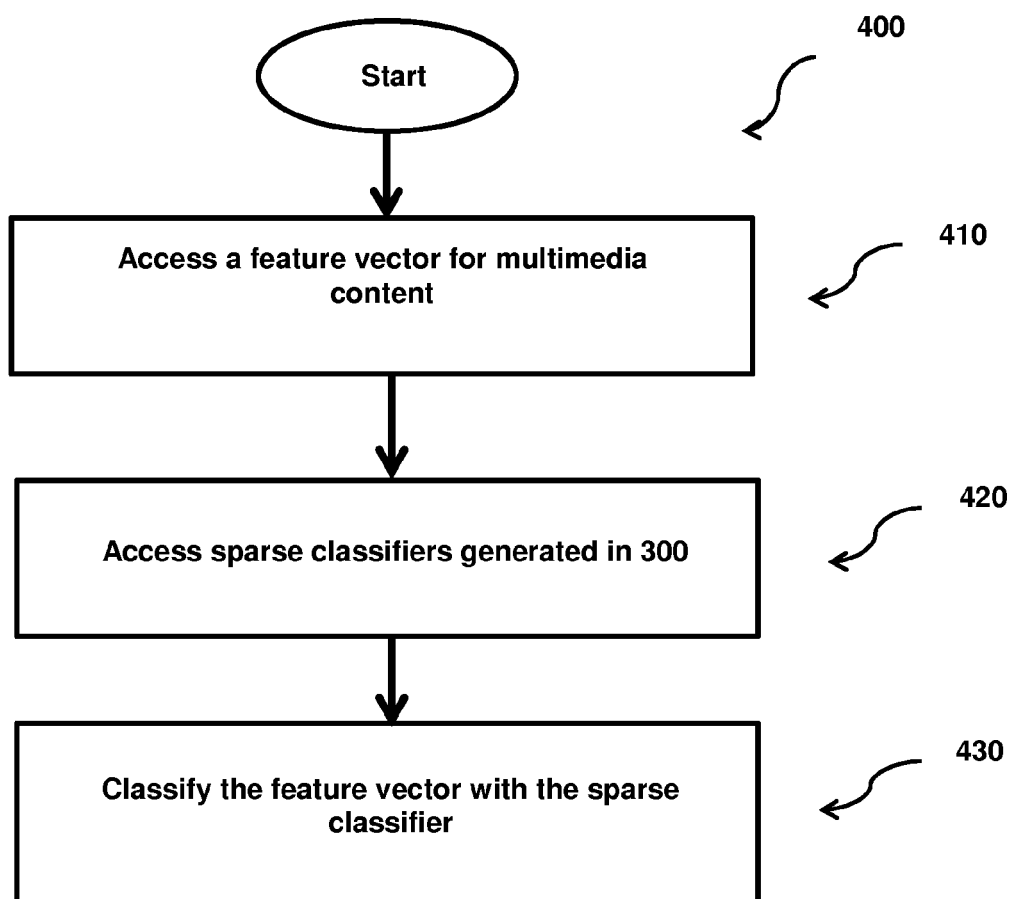 400
Start
410
Access a feature vector for multimedia
content
420
Access sparse classifiers generated in 300
430
Classify the feature vector with the sparse
classifier